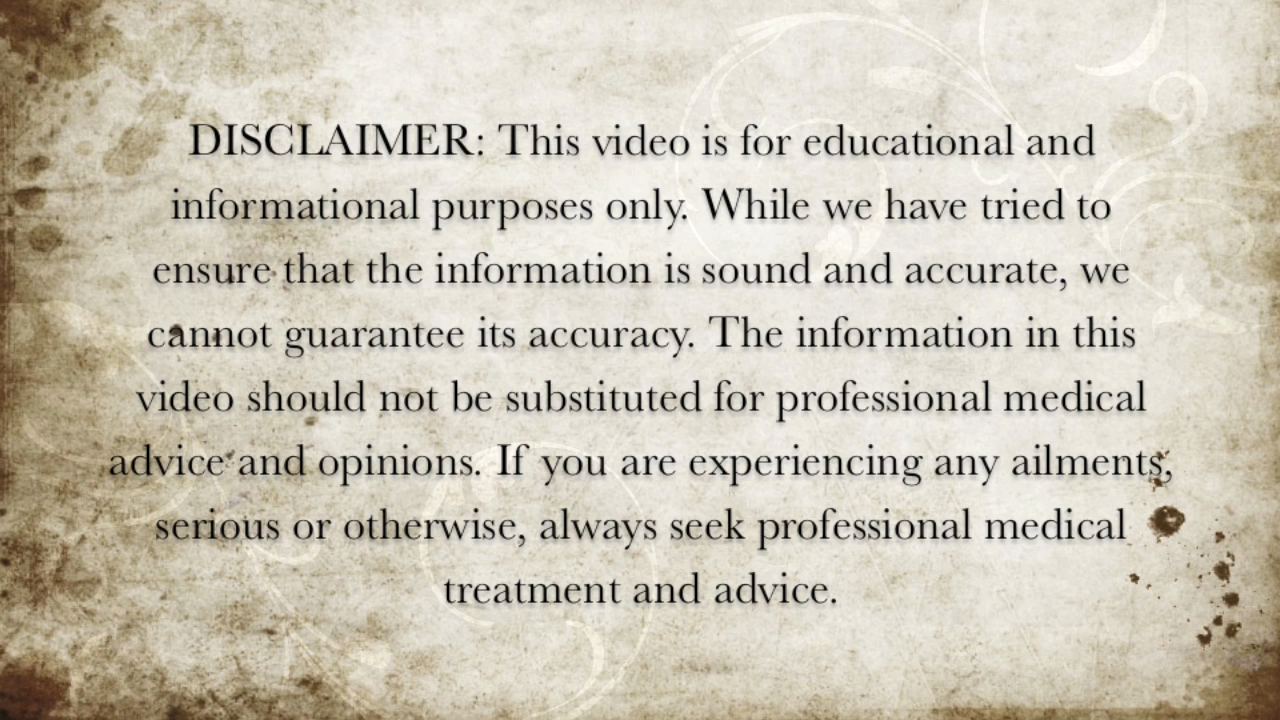 DISCLAIMER: This video is for educational and
informational purposes only. While we have tried to
ensure that the information is sound and accurate, we
cannot guarantee its accuracy. The information in this
video should not be substituted for professional medical
advice and opinions. If you are experiencing any ailments,
serious or otherwise, always seek professional medical
treatment and advice.